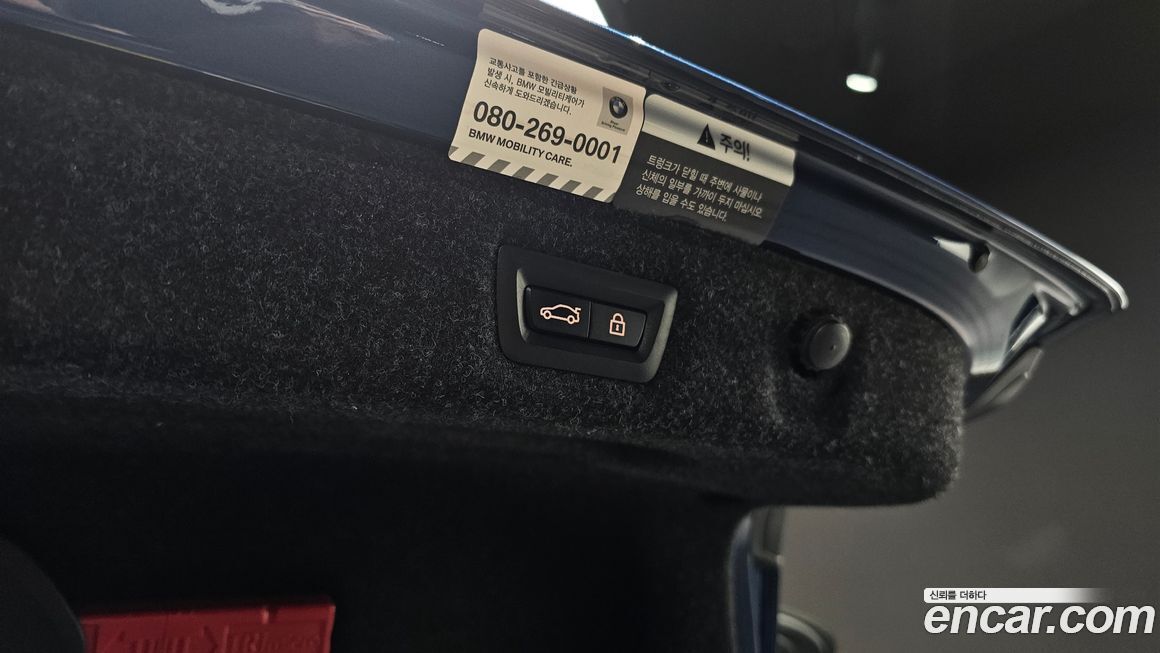 교통사고를 포함한 긴급상황
발생 시, BMW 모빌리티케어가
신속하게 도와드리겠습니다.
080-269-0001
BMW MOBILITY CARE.
주의!
트렁크가 닫힐 때 주변에 사물이나
신체의 일부를 가까이 두지 마십시오.
상해를 입을 수도 있습니다.
신뢰를 더하다
encar.com